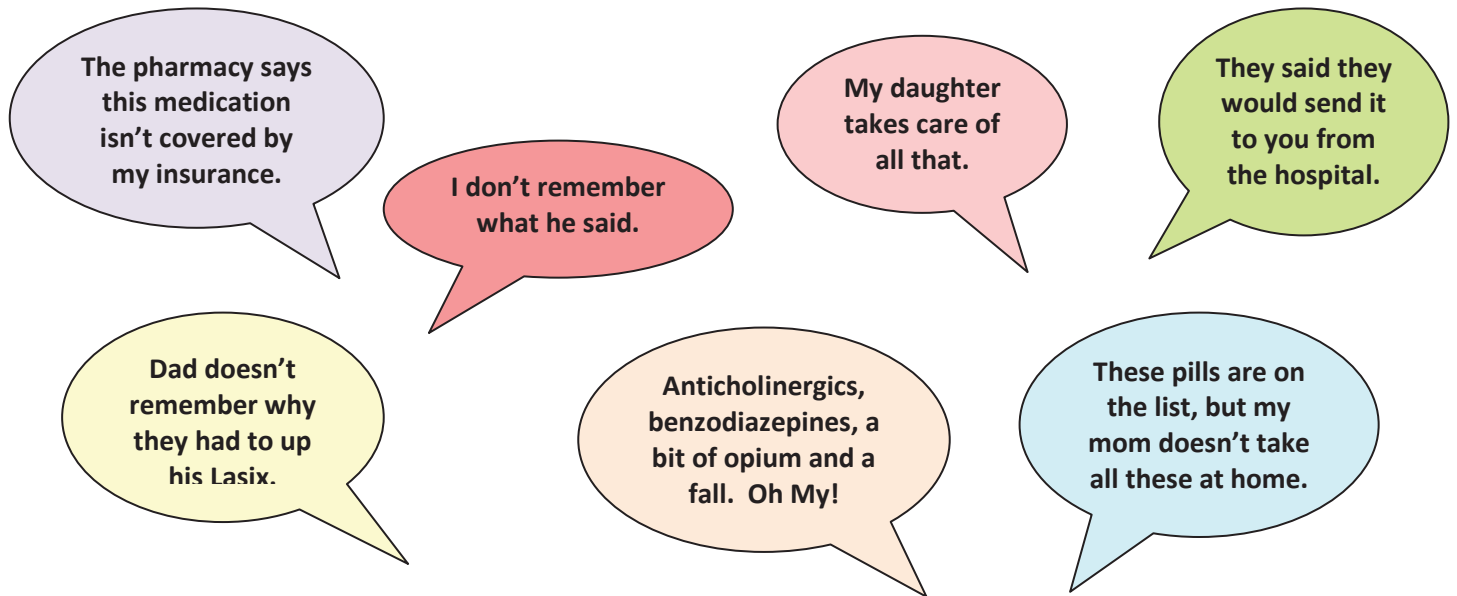 The pharmacy says
this medication
isn’t covered by
my insurance.
I don’t remember
what he said.
My daughter
takes care of
all that.
They said they
would send it
to you from
the hospital.
Dad doesn’t
remember why
they had to up
his Lasix.
Anticholinergics,
benzodiazepines, a
bit of opium and a
fall.  Oh My!
These pills are on
the list, but my
mom doesn’t take
all these at home.